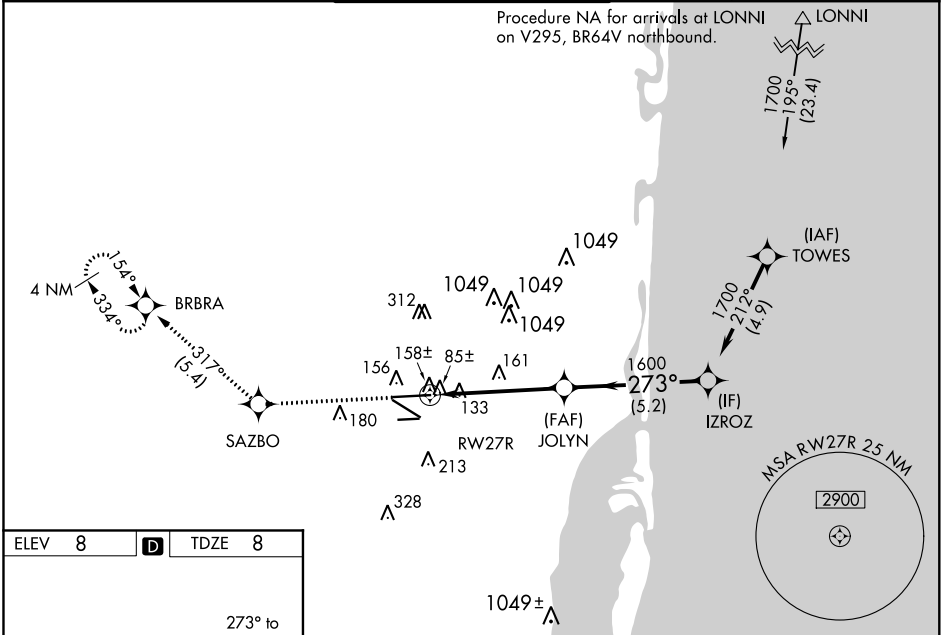 Procedure NA for arrivals at LONNI
on V295, BR64V northbound.
LONNI
1700
195°
(23.4)
(IAF)
TOWES
1700
212°
(4.9)
1049
1049
1049
1049
312
4 NM
154°
334°
BRBRA
317°
(5.4)
156
158±
85±
161
133
180
SAZBO
RW27R
213
328
(FAF)
JOLYN
1600
273°
(5.2)
(IF)
IZROZ
MSA RW27R 25 NM
2900
ELEV 8
D
TDZE 8
273° to
1049±